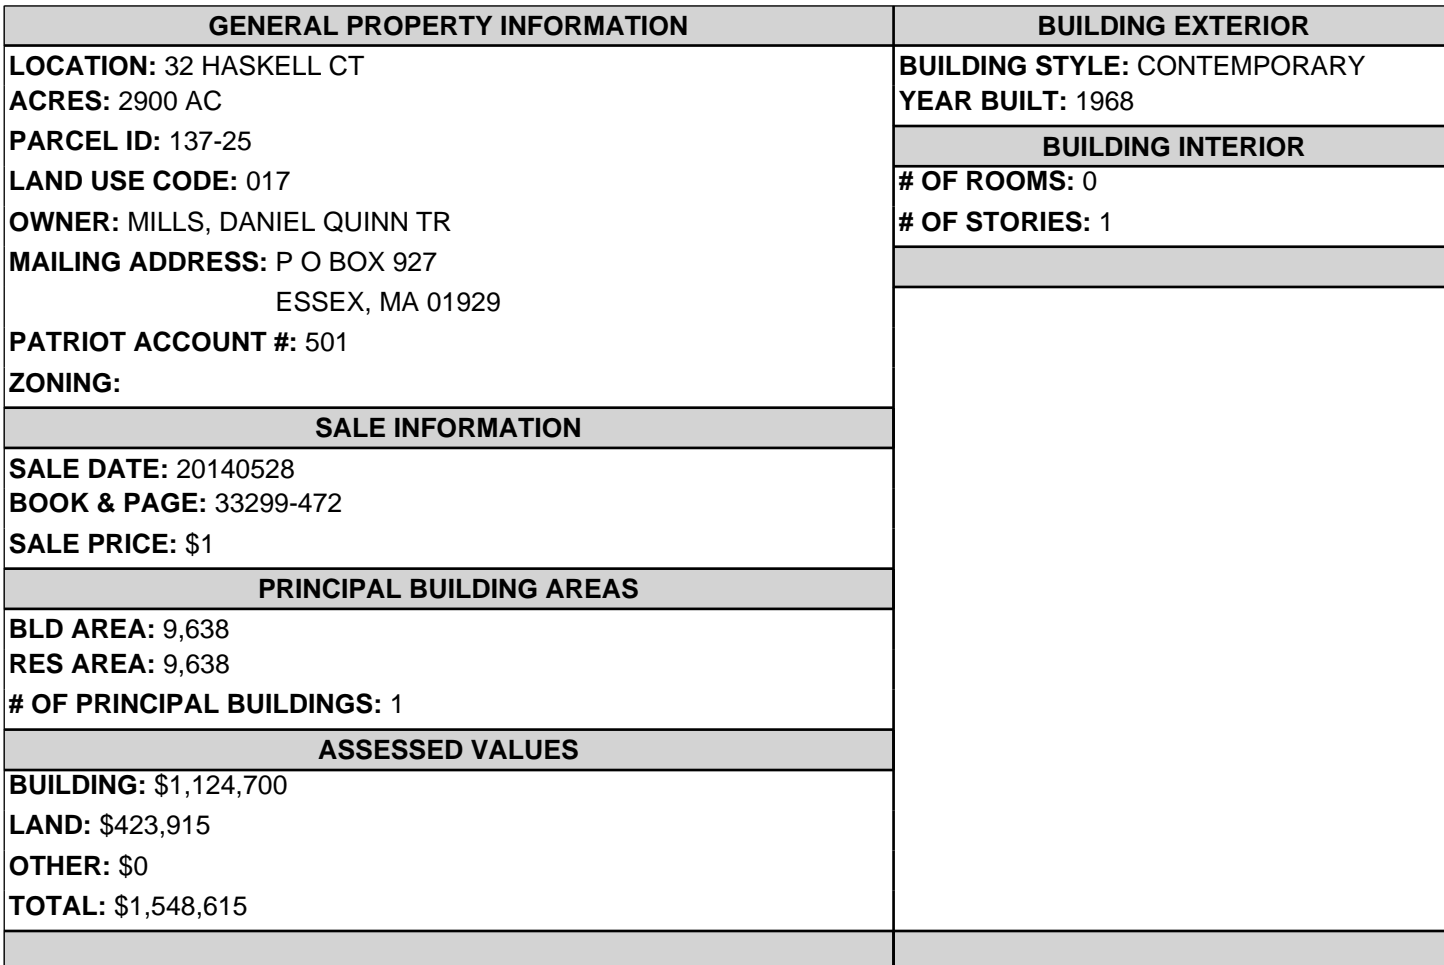 GENERAL PROPERTY INFORMATION
LOCATION: 32 HASKELL CT
ACRES: 2900 AC
PARCEL ID: 137-25
LAND USE CODE: 017
OWNER: MILLS, DANIEL QUINN TR
MAILING ADDRESS: P O BOX 927
ESSEX, MA 01929
PATRIOT ACCOUNT #: 501
ZONING:
SALE INFORMATION
SALE DATE: 20140528
BOOK & PAGE: 33299-472
SALE PRICE: $1
PRINCIPAL BUILDING AREAS
BLD AREA: 9,638
RES AREA: 9,638
# OF PRINCIPAL BUILDINGS: 1
ASSESSED VALUES
BUILDING: $1,124,700
LAND: $423,915
OTHER: $0
TOTAL: $1,548,615
BUILDING EXTERIOR
BUILDING STYLE: CONTEMPORARY
YEAR BUILT: 1968
BUILDING INTERIOR
# OF ROOMS: 0
# OF STORIES: 1